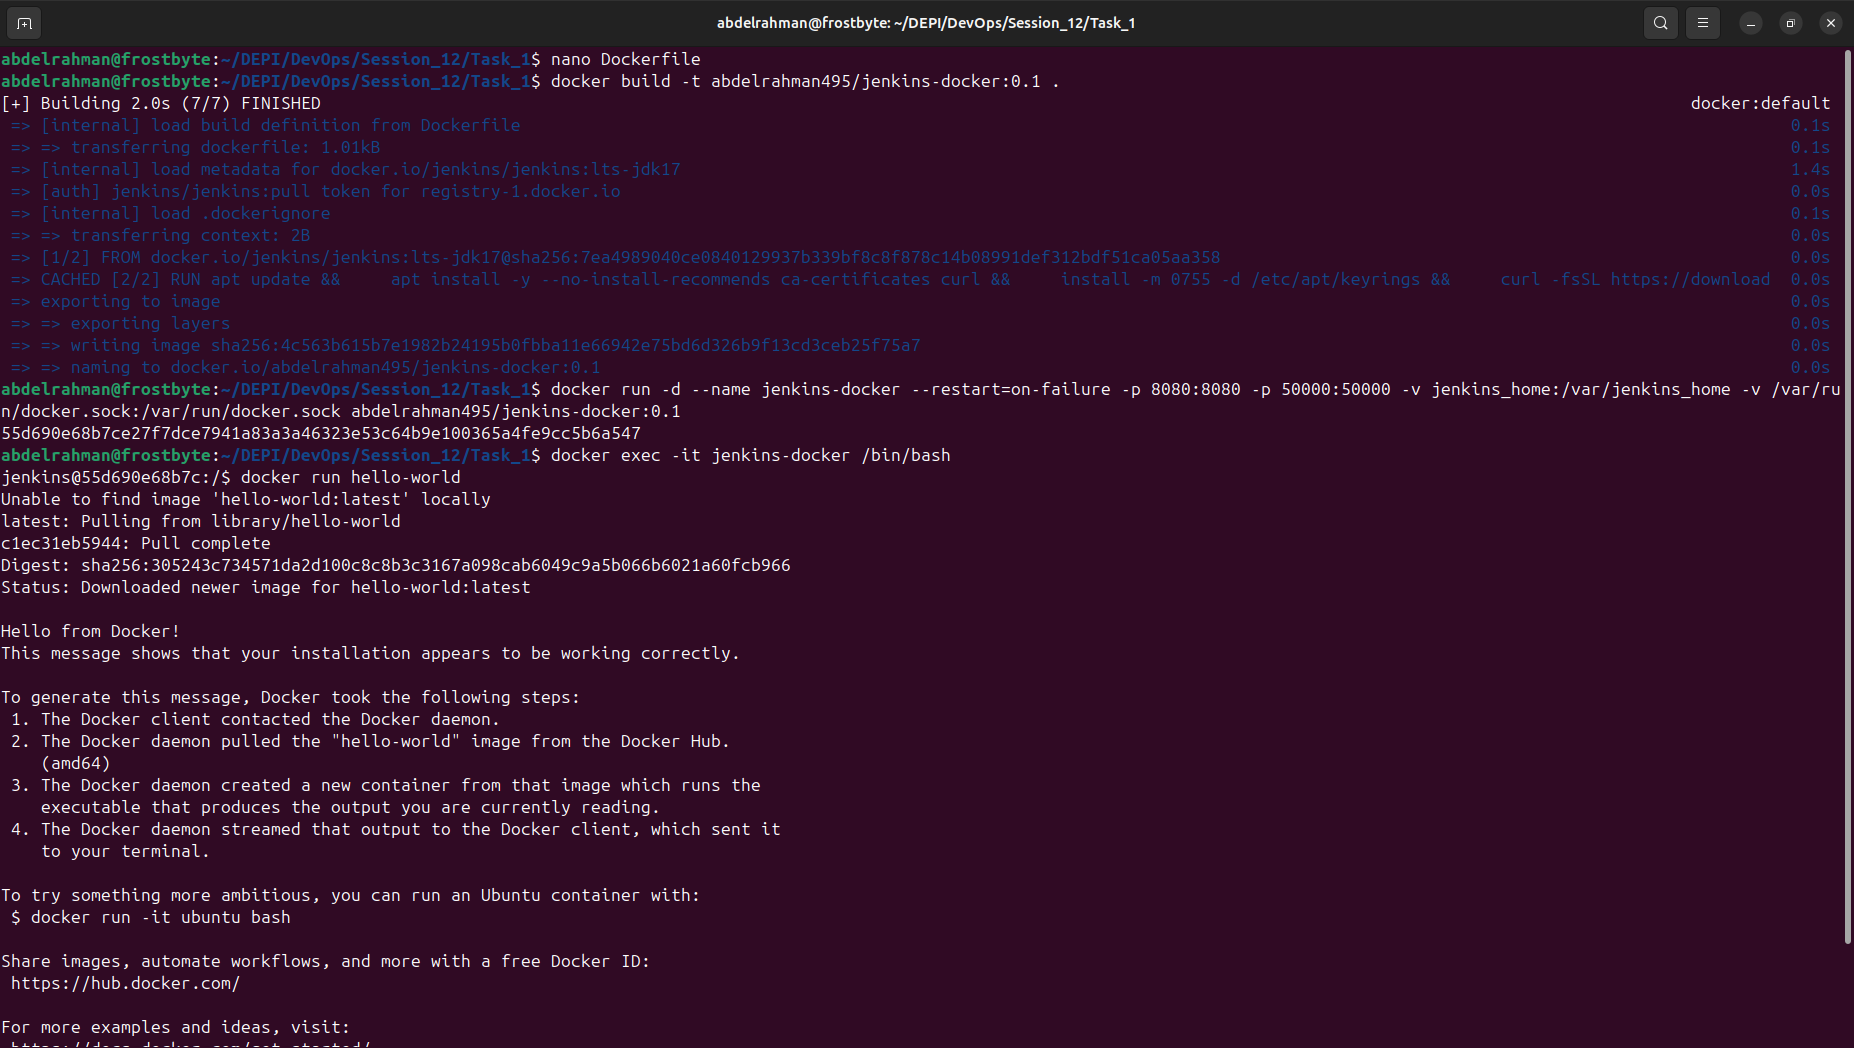 abdelrahman@frostbyte: ~/DEPI/DevOps/Session_12/Task_1
abdelrahman@frostbyte:~/DEPI/DevOps/Session_12/Task_1$ nano Dockerfile
abdelrahman@frostbyte:~/DEPI/DevOps/Session_12/Task_1$ docker build -t abdelrahman495/jenkins-docker:0.1 .
[+] Building 2.0s (7/7) FINISHED docker:default
=> [internal] load build definition from Dockerfile 0.1s
=> => transferring dockerfile: 1.01kB 0.1s
=> [internal] load metadata for docker.io/jenkins/jenkins:lts-jdk17 1.4s
=> [auth] jenkins/jenkins:pull token for registry-1.docker.io 0.0s
=> [internal] load .dockerignore 0.1s
=> => transferring context: 2B 0.0s
=> [1/2] FROM docker.io/jenkins/jenkins:lts-jdk17@sha256:7ea4989040ce0840129937b339bf8c8f878c14b08991def312bdf51ca05aa358 0.0s
=> CACHED [2/2] RUN apt update && apt install -y --no-install-recommends ca-certificates curl && install -m 0755 -d /etc/apt/keyrings && curl -fsSL https://download 0.0s
=> exporting to image 0.0s
=> => exporting layers 0.0s
=> => writing image sha256:4c563b615b7e1982b24195b0fbba11e66942e75bd6d326b9f13cd3ceb25f75a7 0.0s
=> => naming to docker.io/abdelrahman495/jenkins-docker:0.1 0.0s
abdelrahman@frostbyte:~/DEPI/DevOps/Session_12/Task_1$ docker run -d --name jenkins-docker --restart=on-failure -p 8080:8080 -p 50000:50000 -v jenkins_home:/var/jenkins_home -v /var/ru
n/docker.sock:/var/run/docker.sock abdelrahman495/jenkins-docker:0.1
55d690e68b7ce27f7dce7941a83a3a46323e53c64b9e100365a4fe9cc5b6a547
abdelrahman@frostbyte:~/DEPI/DevOps/Session_12/Task_1$ docker exec -it jenkins-docker /bin/bash
jenkins@55d690e68b7c:/$ docker run hello-world
Unable to find image 'hello-world:latest' locally
latest: Pulling from library/hello-world
c1ec31eb5944: Pull complete
Digest: sha256:305243c734571da2d100c8c8b3c3167a098cab6049c9a5b066b6021a60fcb966
Status: Downloaded newer image for hello-world:latest
Hello from Docker!
This message shows that your installation appears to be working correctly.
To generate this message, Docker took the following steps:
1. The Docker client contacted the Docker daemon.
2. The Docker daemon pulled the "hello-world" image from the Docker Hub.
(amd64)
3. The Docker daemon created a new container from that image which runs the
executable that produces the output you are currently reading.
4. The Docker daemon streamed that output to the Docker client, which sent it
to your terminal.
To try something more ambitious, you can run an Ubuntu container with:
$ docker run -it ubuntu bash
Share images, automate workflows, and more with a free Docker ID:
https://hub.docker.com/
For more examples and ideas, visit:
https://docs.docker.com/get-started/